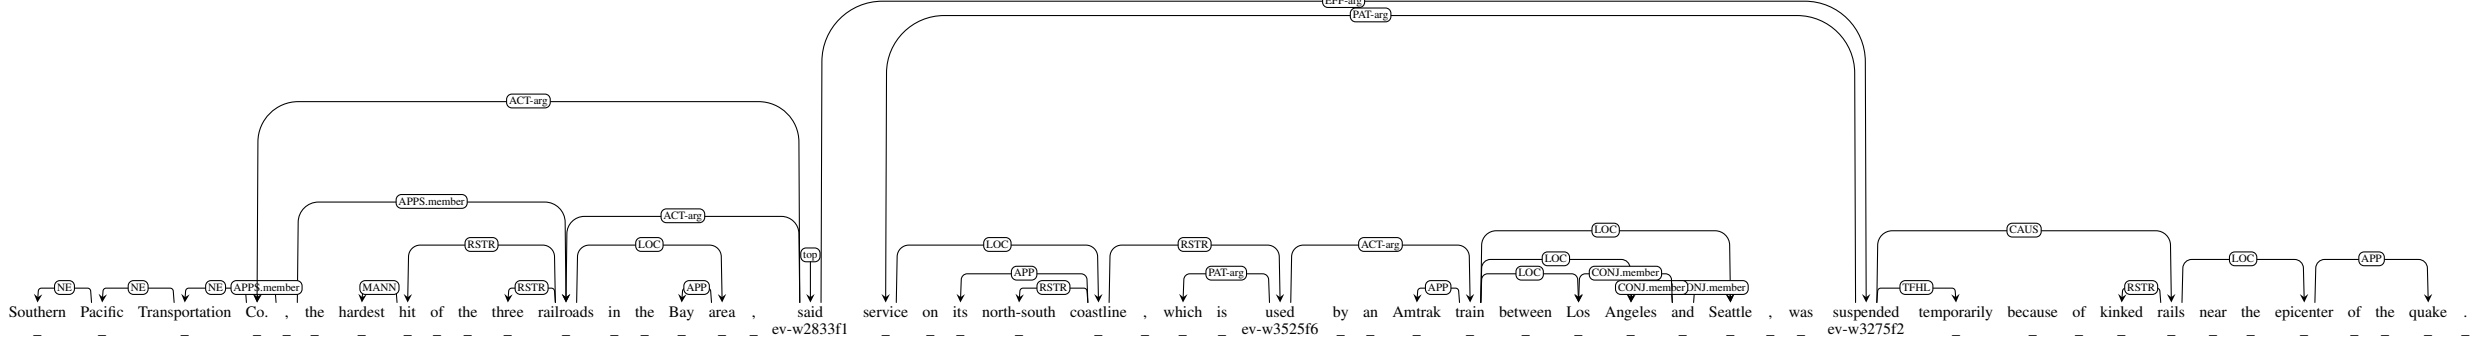 EFF-arg
PAT-arg
ACT-arg
APPS.member
ACT-arg
LOC
RSTR
LOC
top
LOC
RSTR
ACT-arg
LOC
CAUS
LOC
APP
APP
PAT-arg
LOC
CONJ.member
NE
NE
NE
APPS.member
MANN
RSTR
APP
RSTR
APP
CONJ.member
CONJ.member
TFHL
RSTR
Southern Pacific Transportation Co. , the hardest hit of the three railroads in the Bay area , said service on its north-south coastline , which is used by an Amtrak train between Los Angeles and Seattle , was suspended temporarily because of kinked rails near the epicenter of the quake .
_ _ _ _ _ _ _ _ _ _ _ _ _ _ _ _ _ ev-w2833f1 _ _ _ _ _ _ _ _ ev-w3525f6 _ _ _ _ _ _ _ _ _ _ _ ev-w3275f2 _ _ _ _ _ _ _ _ _ _ _ _